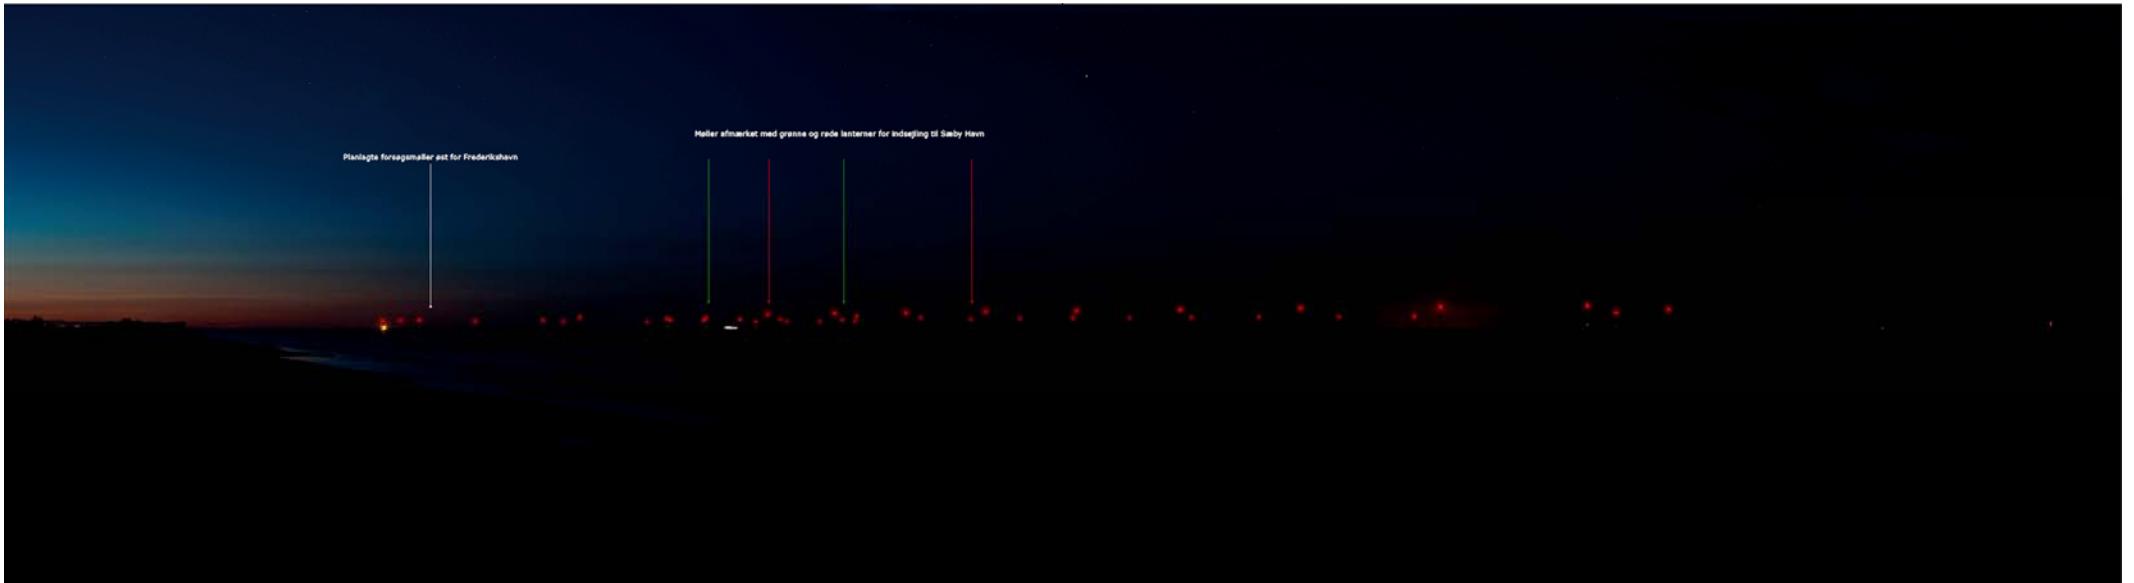 Møller afmærket med grønne og røde lanterner for indsejling til Sæby Havn
Planlagte forsøgsmøller øst for Frederikshavn